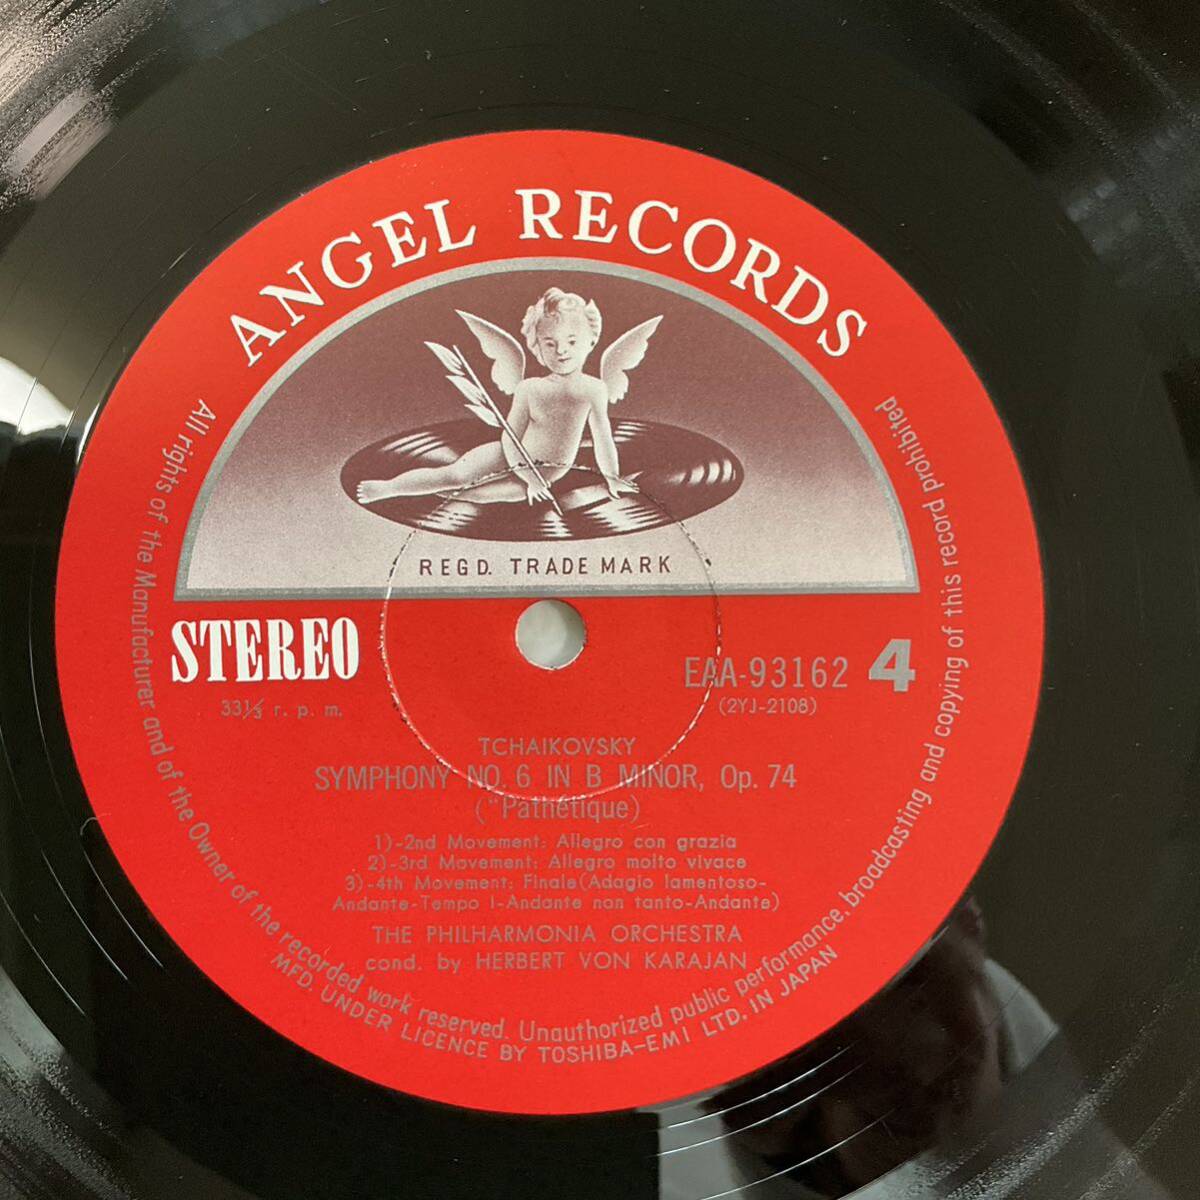 ANGEL RECORDS
REGD. TRADE MARK
STEREO
33⅓ r. p. m.
EAA-93162 4
(2YJ-2108)
TCHAIKOVSKY
SYMPHONY NO. 6 IN B MINOR, Op. 74
("Pathétique)
1)-2nd Movement: Allegro con grazia
2)-3rd Movement: Allegro molto vivace
3)-4th Movement: Finale (Adagio lamentoso-
Andante-Tempo I-Andante non tanto-Andante)
THE PHILHARMONIA ORCHESTRA
cond. by HERBERT VON KARAJAN
All rights of the Manufacturer and of the Owner of the recorded work reserved. Unauthorized public performance, broadcasting and copying of this record prohibited
MFD. UNDER LICENCE BY TOSHIBA-EMI LTD. IN JAPAN